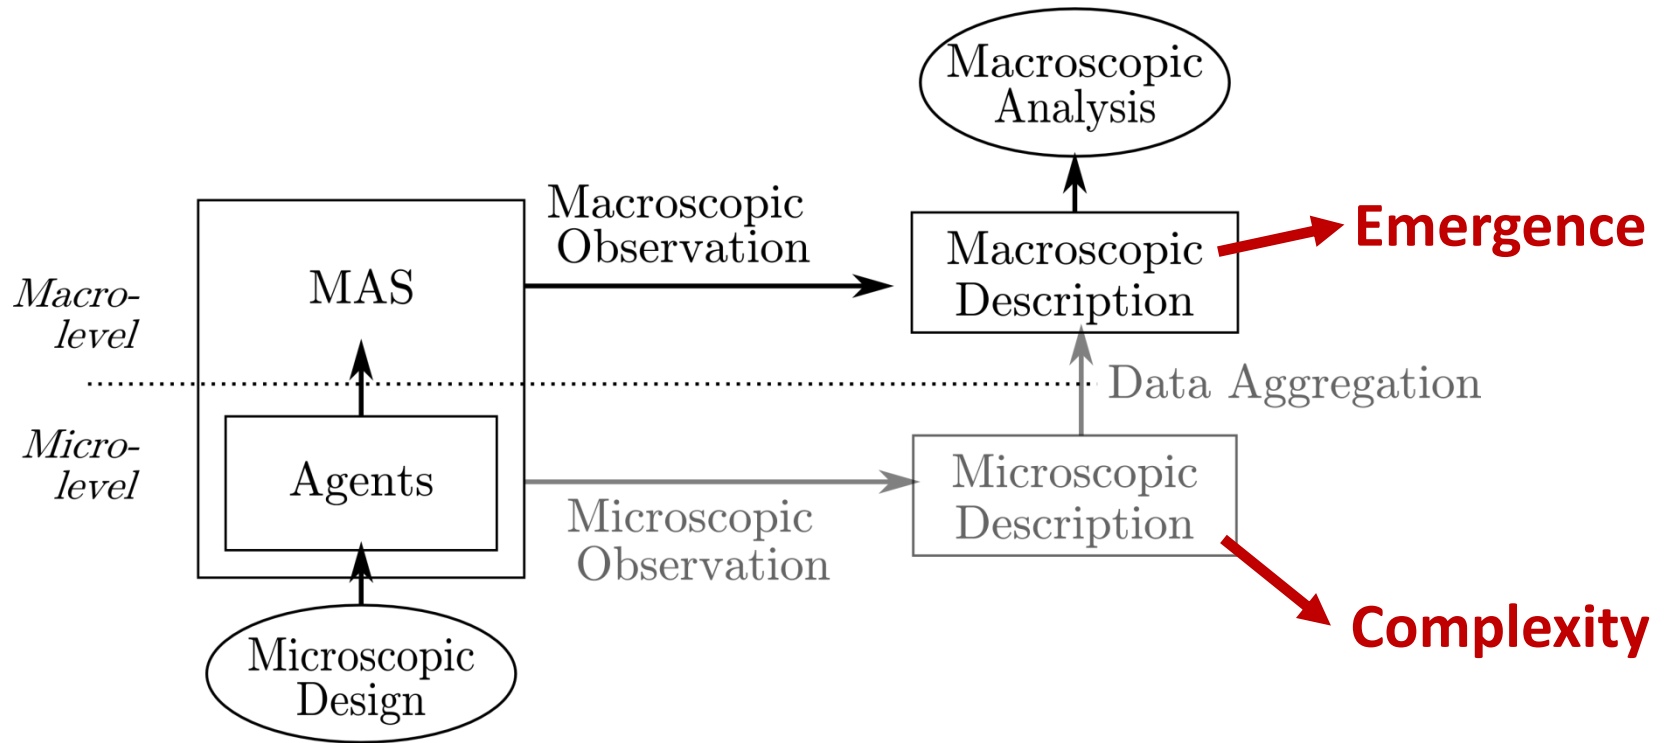 Macroscopic
Analysis
Macroscopic
Observation
Macroscopic
Description
Emergence
MAS
Macro-
level
Data Aggregation
Micro-
level
Agents
Microscopic
Observation
Microscopic
Description
Complexity
Microscopic
Design